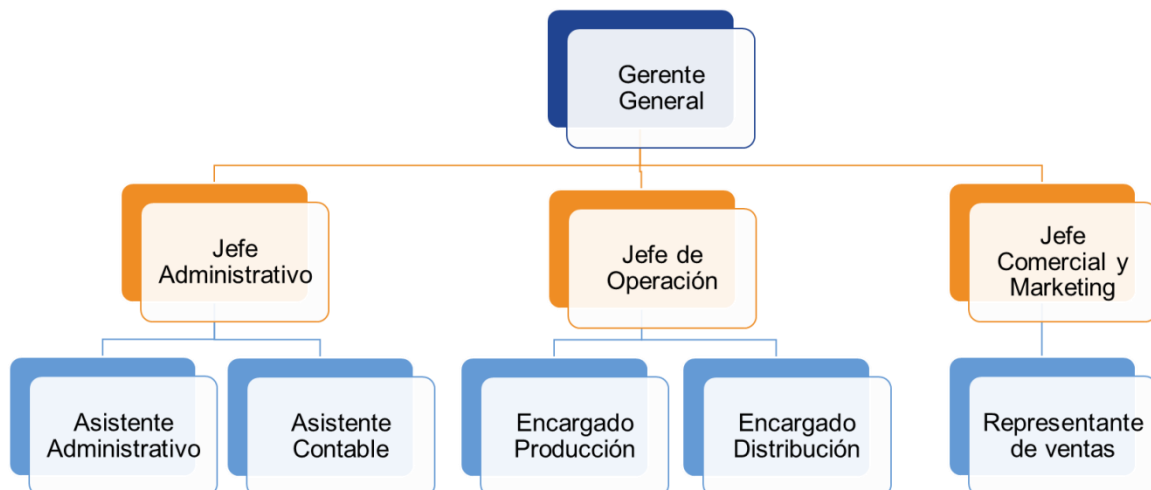 Gerente
General
Jefe
Administrativo
Jefe de
Operación
Jefe
Comercial y
Marketing
Asistente
Administrativo
Asistente
Contable
Encargado
Producción
Encargado
Distribución
Representante
de ventas